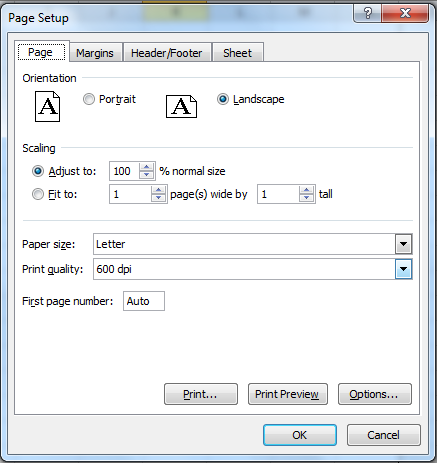 Page Setup
Page Margins Header/Footer Sheet
Orientation
A Portrait A Landscape
Scaling
Adjust to: 100 % normal size
Fit to: 1 page(s) wide by 1 tall
Paper size: Letter
Print quality: 600 dpi
First page number: Auto
Print... Print Preview Options...
OK Cancel